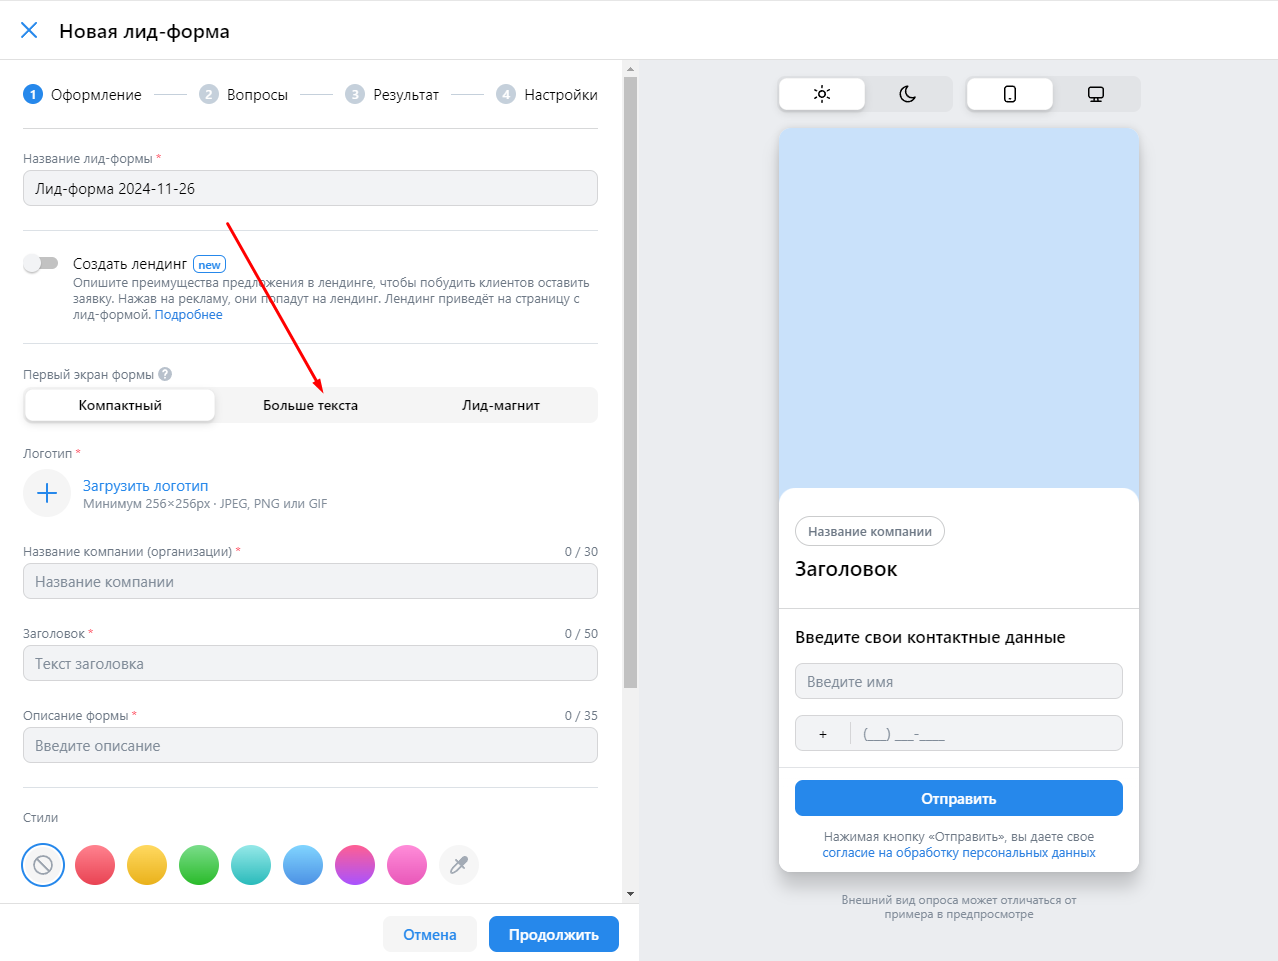 Новая лид-форма
1 Оформление 2 Вопросы 3 Результат 4 Настройки
Название лид-формы *
Лид-форма 2024-11-26
Создать лендинг new
Опишите преимущества предложения в лендинге, чтобы побудить клиентов оставить
заявку. Нажав на рекламу, они попадут на лендинг. Лендинг приведёт на страницу с
лид-формой. Подробнее
Первый экран формы ?
Компактный Больше текста Лид-магнит
Логотип *
Загрузить логотип
Минимум 256×256px · JPEG, PNG или GIF
Название компании (организации) * 0 / 30
Название компании
Заголовок * 0 / 50
Текст заголовка
Описание формы * 0 / 35
Введите описание
Стили
Отмена Продолжить
Название компании
Заголовок
Введите свои контактные данные
Введите имя
+ (___) ___-____
Отправить
Нажимая кнопку «Отправить», вы даете свое
согласие на обработку персональных данных
Внешний вид опроса может отличаться от
примера в предпросмотре